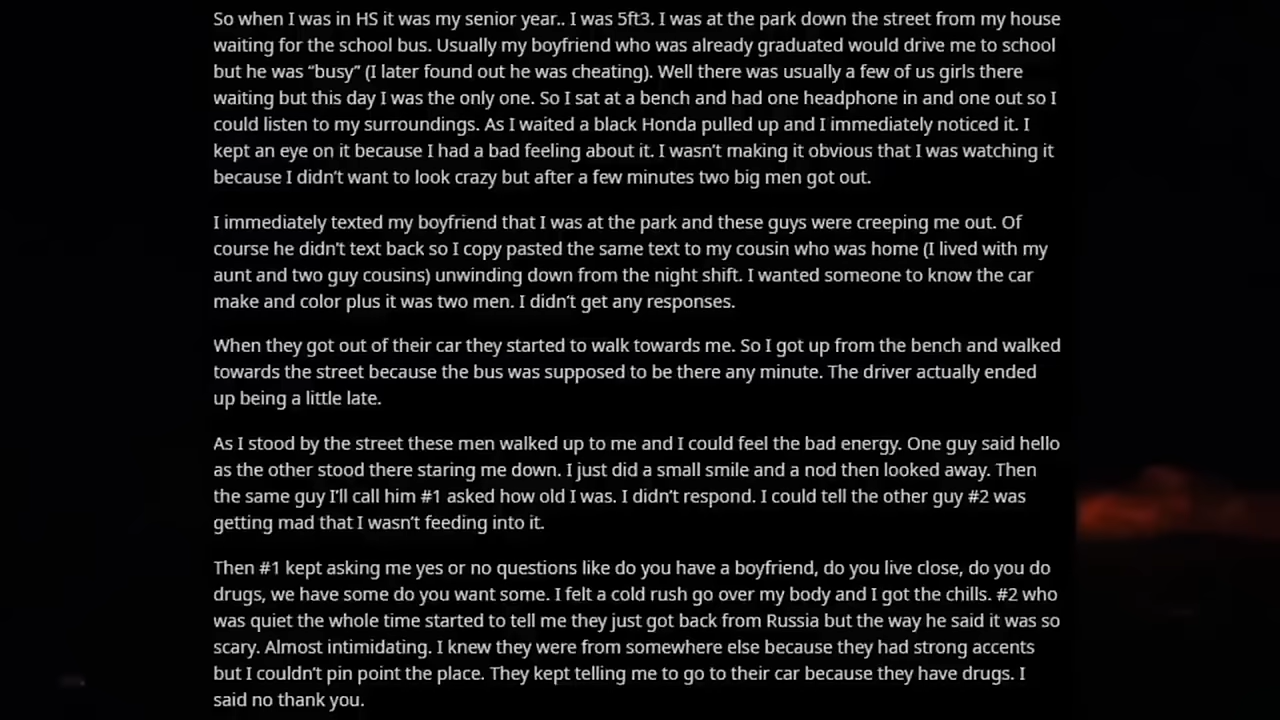 So when I was in HS it was my senior year.. I was 5ft3. I was at the park down the street from my house
waiting for the school bus. Usually my boyfriend who was already graduated would drive me to school
but he was “busy” (I later found out he was cheating). Well there was usually a few of us girls there
waiting but this day I was the only one. So I sat at a bench and had one headphone in and one out so I
could listen to my surroundings. As I waited a black Honda pulled up and I immediately noticed it. I
kept an eye on it because I had a bad feeling about it. I wasn’t making it obvious that I was watching it
because I didn’t want to look crazy but after a few minutes two big men got out.
I immediately texted my boyfriend that I was at the park and these guys were creeping me out. Of
course he didn’t text back so I copy pasted the same text to my cousin who was home (I lived with my
aunt and two guy cousins) unwinding down from the night shift. I wanted someone to know the car
make and color plus it was two men. I didn’t get any responses.
When they got out of their car they started to walk towards me. So I got up from the bench and walked
towards the street because the bus was supposed to be there any minute. The driver actually ended
up being a little late.
As I stood by the street these men walked up to me and I could feel the bad energy. One guy said hello
as the other stood there staring me down. I just did a small smile and a nod then looked away. Then
the same guy I’ll call him #1 asked how old I was. I didn’t respond. I could tell the other guy #2 was
getting mad that I wasn’t feeding into it.
Then #1 kept asking me yes or no questions like do you have a boyfriend, do you live close, do you do
drugs, we have some do you want some. I felt a cold rush go over my body and I got the chills. #2 who
was quiet the whole time started to tell me they just got back from Russia but the way he said it was so
scary. Almost intimidating. I knew they were from somewhere else because they had strong accents
but I couldn’t pin point the place. They kept telling me to go to their car because they have drugs. I
said no thank you.